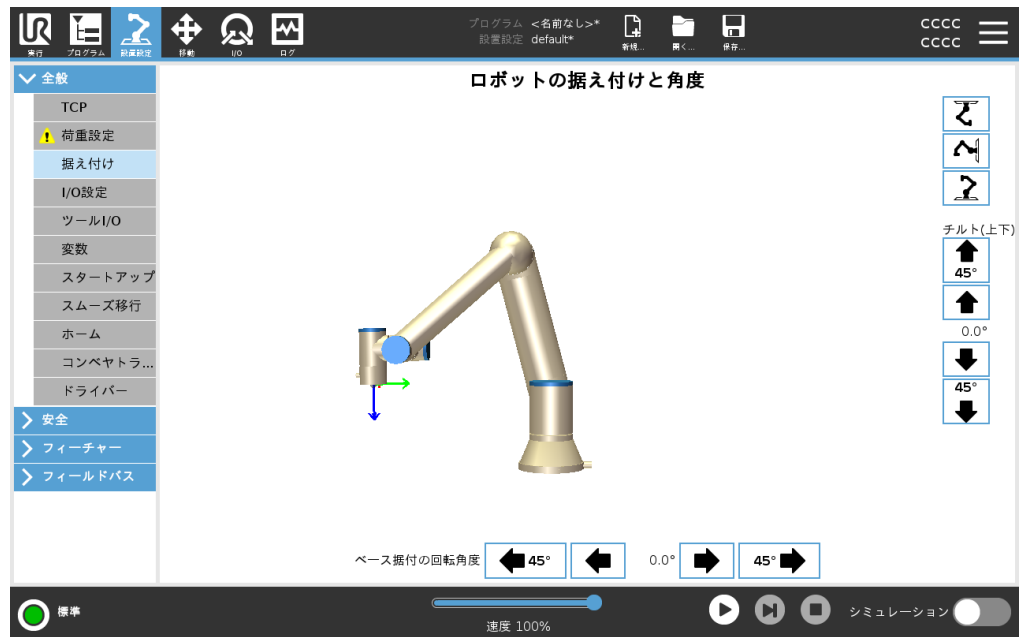 UR
実行
プログラム
設置設定
移動
I/O
ログ
プログラム <名前なし>*
設置設定 default*
新規...
開く...
保存...
CCCC
CCCC
全般
TCP
荷重設定
据え付け
I/O設定
ツールI/O
変数
スタートアップ
スムーズ移行
ホーム
コンベヤトラ...
ドライバー
安全
フィーチャー
フィールドバス
ロボットの据え付けと角度
チルト(上下)
45°
0.0°
45°
ベース据付の回転角度
45°
0.0°
45°
標準
速度 100%
シミュレーション